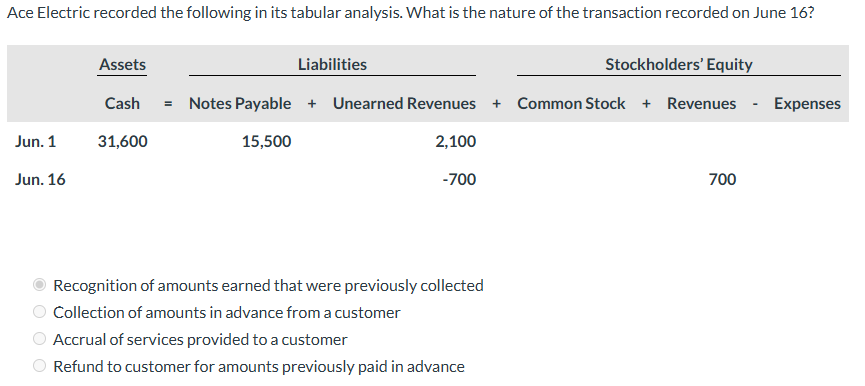 Ace Electric recorded the following in its tabular analysis. What is the nature of the transaction recorded on June 16?
Assets Liabilities Stockholders' Equity
Cash = Notes Payable + Unearned Revenues + Common Stock + Revenues - Expenses
Jun. 1 31,600 15,500 2,100
Jun. 16 -700 700
Recognition of amounts earned that were previously collected
Collection of amounts in advance from a customer
Accrual of services provided to a customer
Refund to customer for amounts previously paid in advance